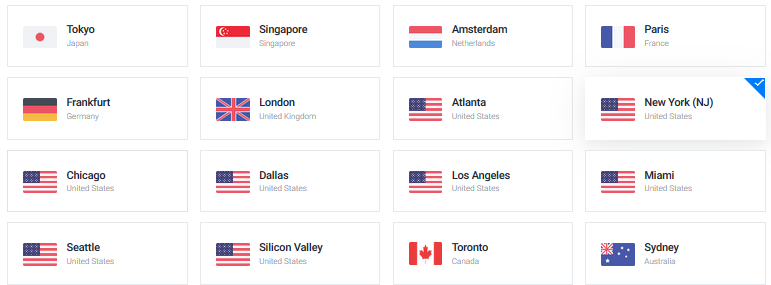 Tokyo
Japan
Singapore
Singapore
Amsterdam
Netherlands
Paris
France
Frankfurt
Germany
London
United Kingdom
Atlanta
United States
New York (NJ)
United States
Chicago
United States
Dallas
United States
Los Angeles
United States
Miami
United States
Seattle
United States
Silicon Valley
United States
Toronto
Canada
Sydney
Australia